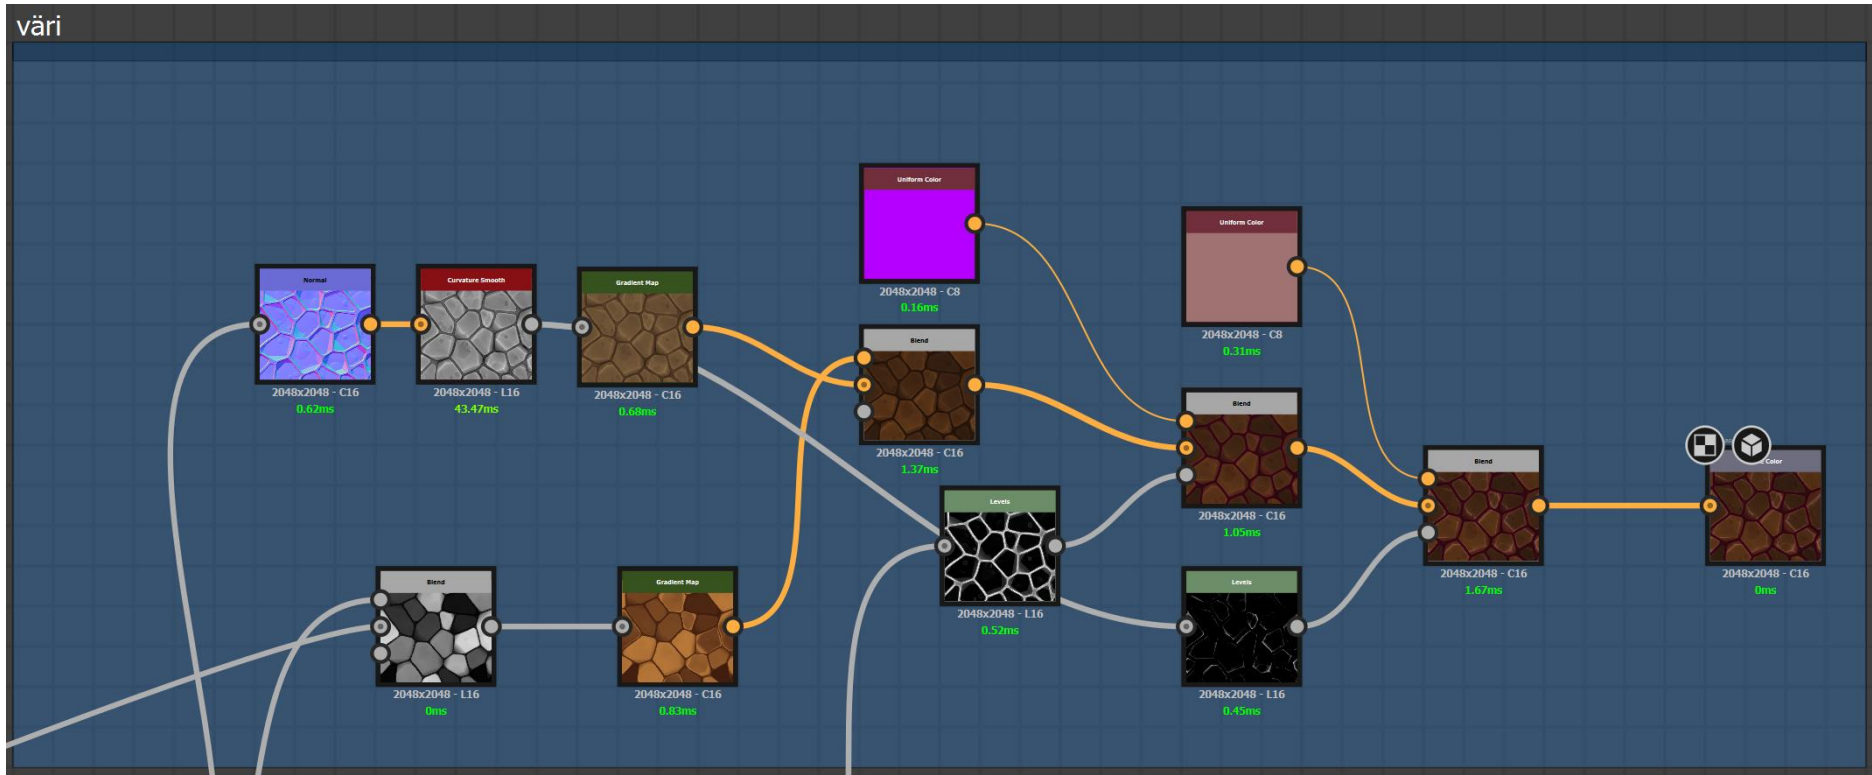 väri
Uniform Color
2048x2048 - C8
0.16ms
Uniform Color
2048x2048 - C8
0.31ms
Normal
2048x2048 - C16
0.62ms
Curvature Smooth
2048x2048 - L16
43.47ms
Gradient Map
2048x2048 - C16
0.68ms
Blend
2048x2048 - C16
1.37ms
Blend
2048x2048 - C16
1.05ms
Blend
2048x2048 - C16
1.67ms
Color
2048x2048 - C16
0ms
Levels
2048x2048 - L16
0.52ms
Blend
2048x2048 - L16
0ms
Gradient Map
2048x2048 - C16
0.83ms
Levels
2048x2048 - L16
0.45ms